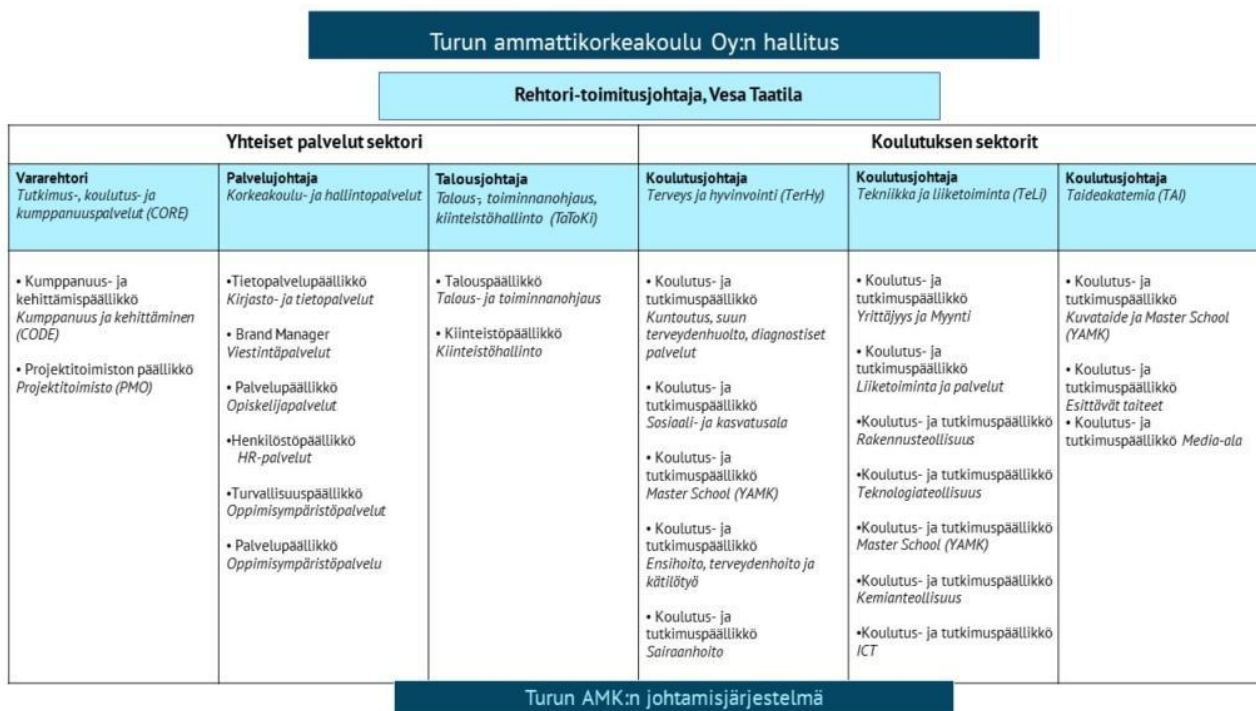 Turun ammattikorkeakoulu Oy:n hallitus
Rehtori-toimitusjohtaja, Vesa Taatila
Yhteiset palvelut sektori
Koulutuksen sektorit
Vararehtori
Tutkimus-, koulutus- ja
kumppanuuspalvelut (CORE)
Palvelujohtaja
Korkeakoulu- ja hallintopalvelut
Talousjohtaja
Talous-, toiminnanohjaus,
kiinteistöhallinto (TaToKi)
Koulutusjohtaja
Terveys ja hyvinvointi (TerHy)
Koulutusjohtaja
Tekniikka ja liiketoiminta (TeLi)
Koulutusjohtaja
Taideakatemia (TAI)
• Kumppanuus- ja
kehittämispäällikkö
Kumppanuus ja kehittäminen
(CODE)
• Projektitoimiston päällikkö
Projektitoimisto (PMO)
•Tietopalvelupäällikkö
Kirjasto- ja tietopalvelut
• Brand Manager
Viestintäpalvelut
• Palvelupäällikkö
Opiskelijapalvelut
•Henkilöstöpäällikkö
HR-palvelut
•Turvallisuuspäällikkö
Oppimisympäristöpalvelut
• Palvelupäällikkö
Oppimisympäristöpalvelu
• Talouspäällikkö
Talous- ja toiminnanohjaus
• Kiinteistöpäällikkö
Kiinteistöhallinto
• Koulutus- ja
tutkimuspäällikkö
Kuntoutus, suun
terveydenhuolto, diagnostiset
palvelut
• Koulutus- ja
tutkimuspäällikkö
Sosiaali- ja kasvatusala
• Koulutus- ja
tutkimuspäällikkö
Master School (YAMK)
• Koulutus- ja
tutkimuspäällikkö
Ensihoito, terveydenhoito ja
kätilötyö
• Koulutus- ja
tutkimuspäällikkö
Sairaanhoito
• Koulutus- ja
tutkimuspäällikkö
Yrittäjyys ja Myynti
• Koulutus- ja
tutkimuspäällikkö
Liiketoiminta ja palvelut
•Koulutus- ja tutkimuspäällikkö
Rakennusteollisuus
•Koulutus- ja tutkimuspäällikkö
Teknologiateollisuus
•Koulutus- ja tutkimuspäällikkö
Master School (YAMK)
•Koulutus- ja tutkimuspäällikkö
Kemianteollisuus
•Koulutus- ja tutkimuspäällikkö
ICT
• Koulutus- ja
tutkimuspäällikkö
Kuvataide ja Master School
(YAMK)
• Koulutus- ja
tutkimuspäällikkö
Esittävät taiteet
• Koulutus- ja
tutkimuspäällikkö Media-ala
Turun AMK:n johtamisjärjestelmä